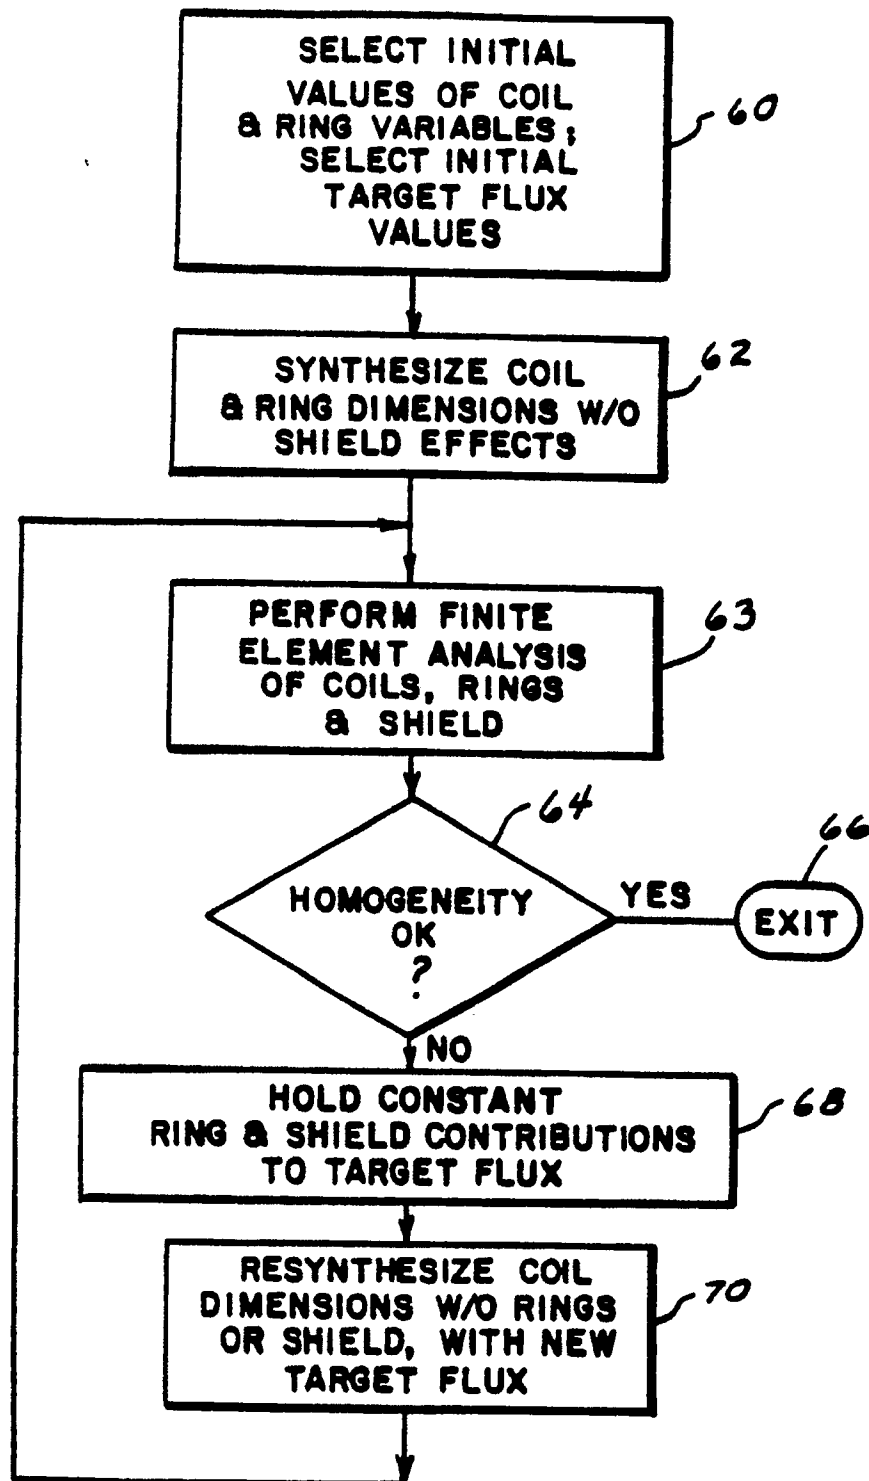 SELECT INITIAL
VALUES OF COIL
& RING VARIABLES;
SELECT INITIAL
TARGET FLUX
VALUES
60
SYNTHESIZE COIL
& RING DIMENSIONS W/O
SHIELD EFFECTS
62
PERFORM FINITE
ELEMENT ANALYSIS
OF COILS, RINGS
& SHIELD
63
HOMOGENEITY
OK
?
64
YES
EXIT
66
NO
HOLD CONSTANT
RING & SHIELD CONTRIBUTIONS
TO TARGET FLUX
68
RESYNTHESIZE COIL
DIMENSIONS W/O RINGS
OR SHIELD, WITH NEW
TARGET FLUX
70